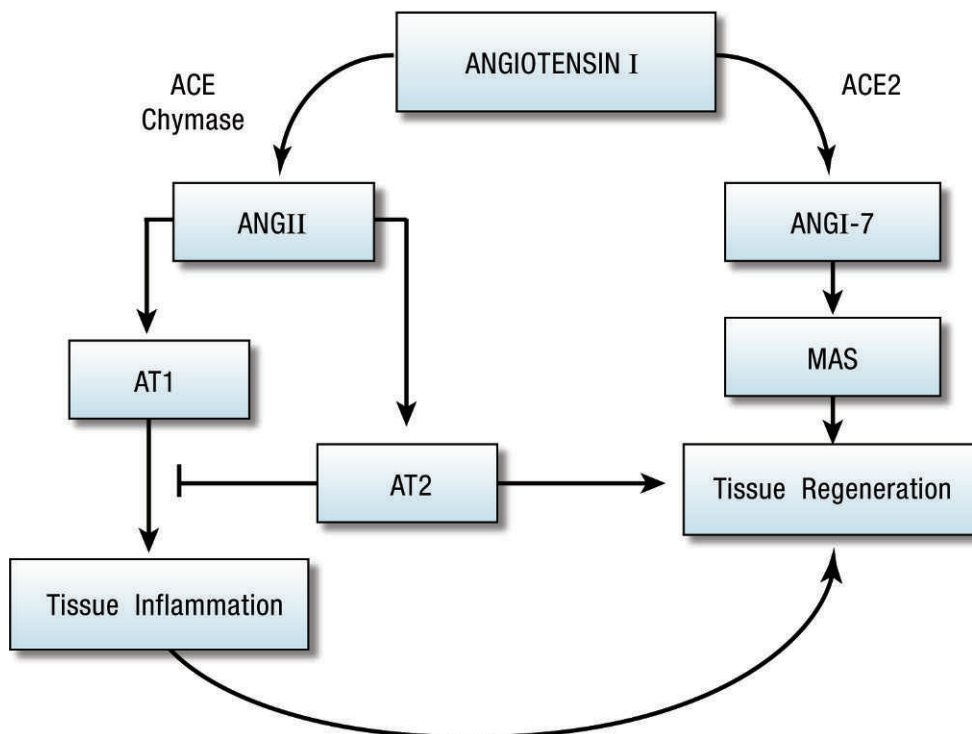 ANGIOTENSIN I
ACE
Chymase
ACE2
ANGII
ANGI-7
AT1
MAS
AT2
Tissue Regeneration
Tissue Inflammation